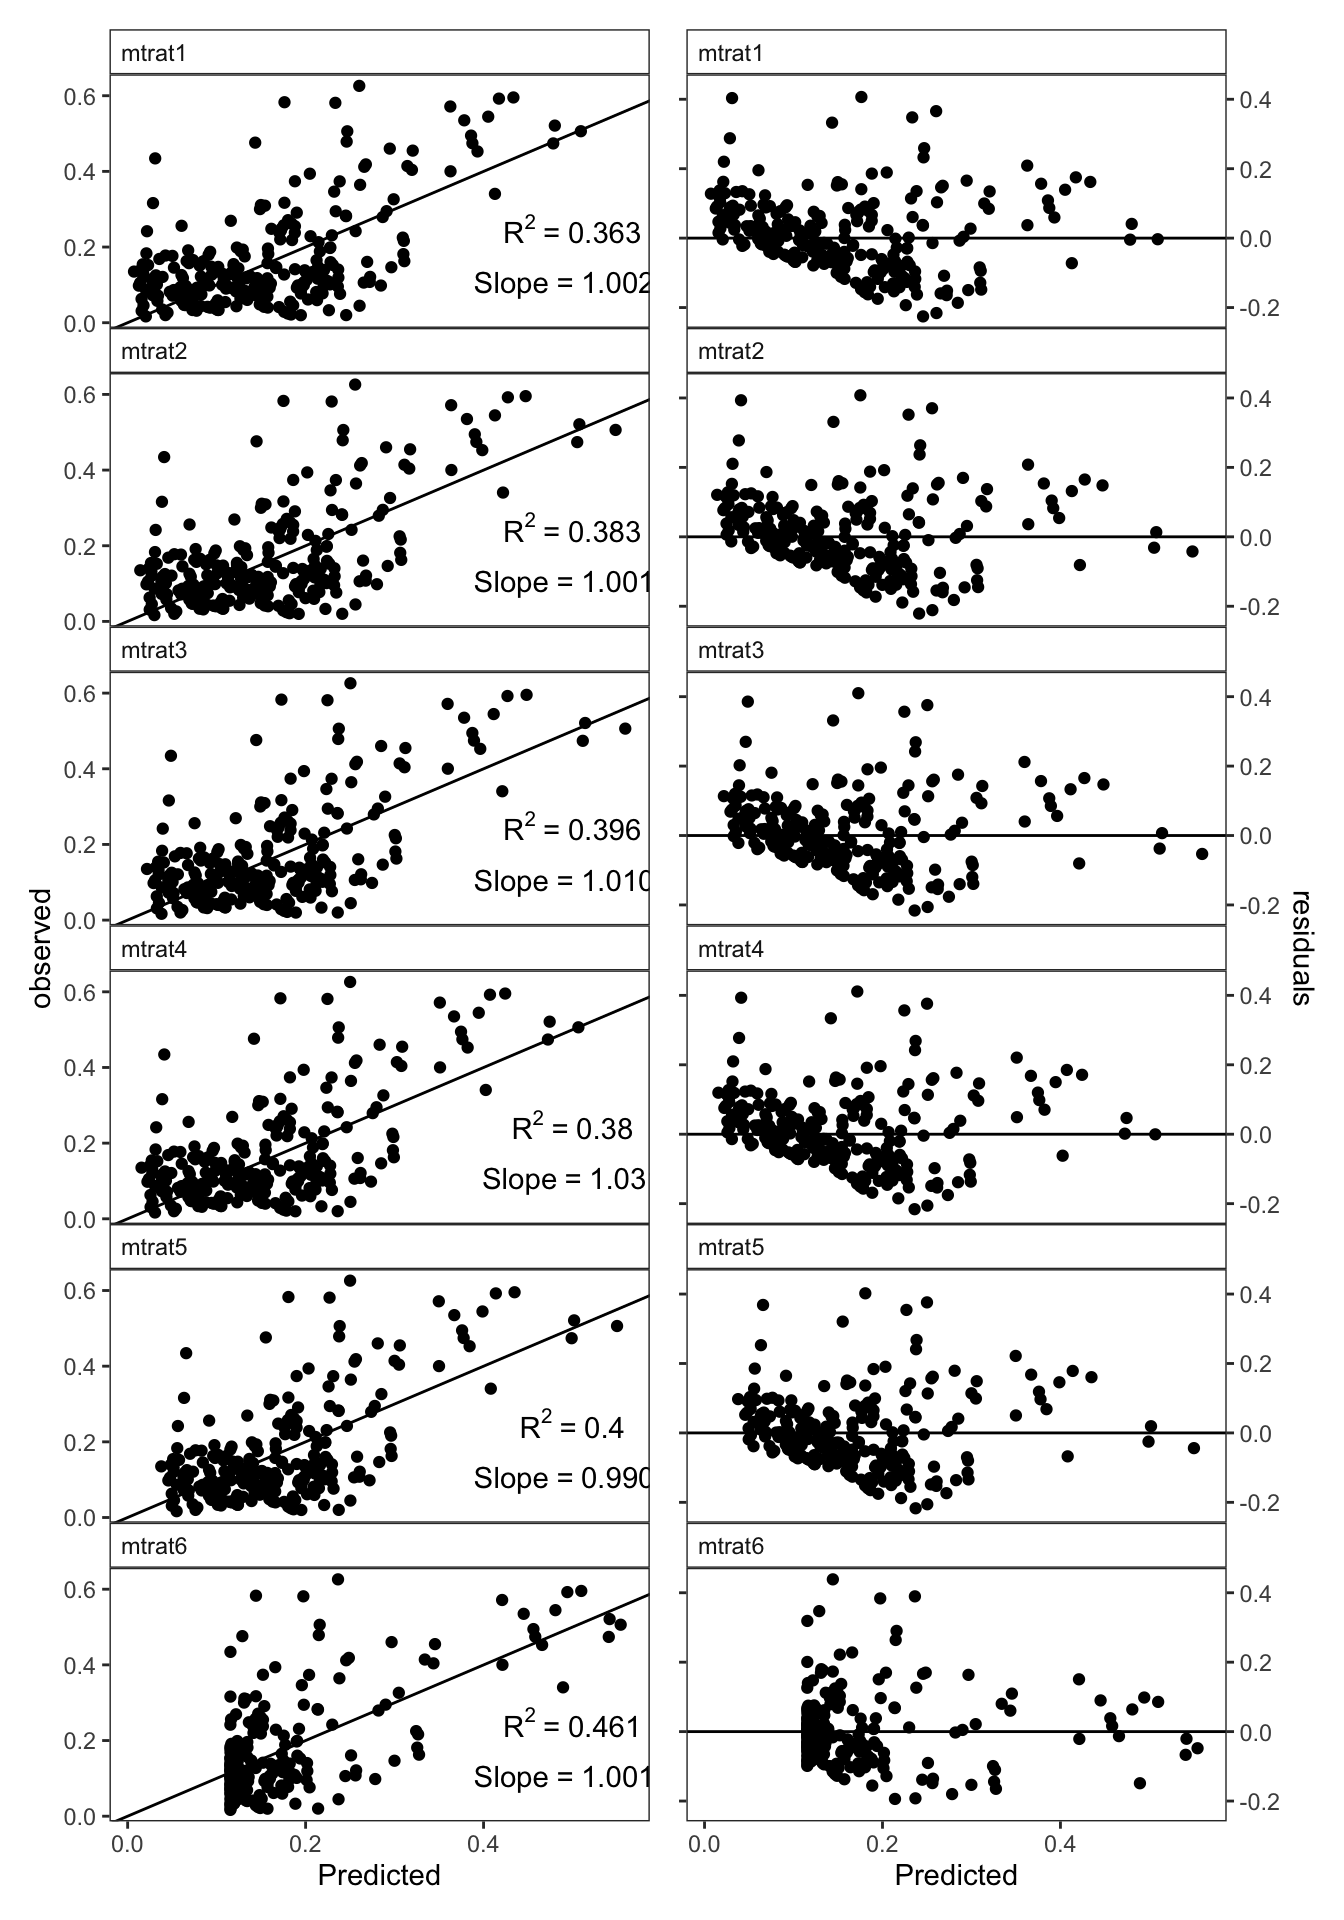 mtrat1 mtrat1
0.6 0.4
0.4 0.2
0.2 R² = 0.363 0.0
Slope = 1.002
0.0 -0.2
mtrat2 mtrat2
0.6 0.4
0.4 0.2
0.2 R² = 0.383 0.0
Slope = 1.001
0.0 -0.2
mtrat3 mtrat3
0.6 0.4
0.4 0.2
0.2 R² = 0.396 0.0
Slope = 1.010
0.0 -0.2
observed residuals
mtrat4 mtrat4
0.6 0.4
0.4 0.2
0.2 R² = 0.38 0.0
Slope = 1.03
0.0 -0.2
mtrat5 mtrat5
0.6 0.4
0.4 0.2
0.2 R² = 0.4 0.0
Slope = 0.990
0.0 -0.2
mtrat6 mtrat6
0.6 0.4
0.4 0.2
0.2 R² = 0.461 0.0
Slope = 1.001
0.0 -0.2
0.0 0.2 0.4 0.0 0.2 0.4
Predicted Predicted